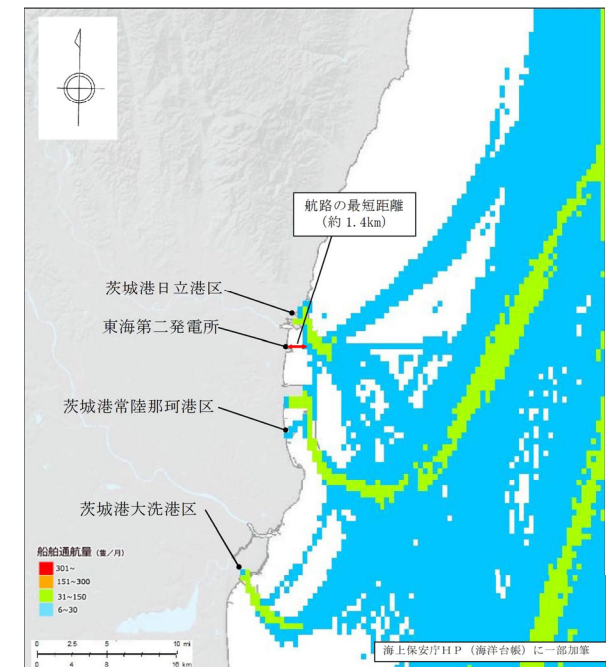 航路の最短距離
(約 1.4km)
茨城港日立港区
東海第二発電所
茨城港常陸那珂港区
茨城港大洗港区
船舶通航量 (隻/月)
301~
151~300
31~150
6~30
0 2.5 5 10 mi
0 4 8 16 km
海上保安庁HP(海洋台帳)に一部加筆